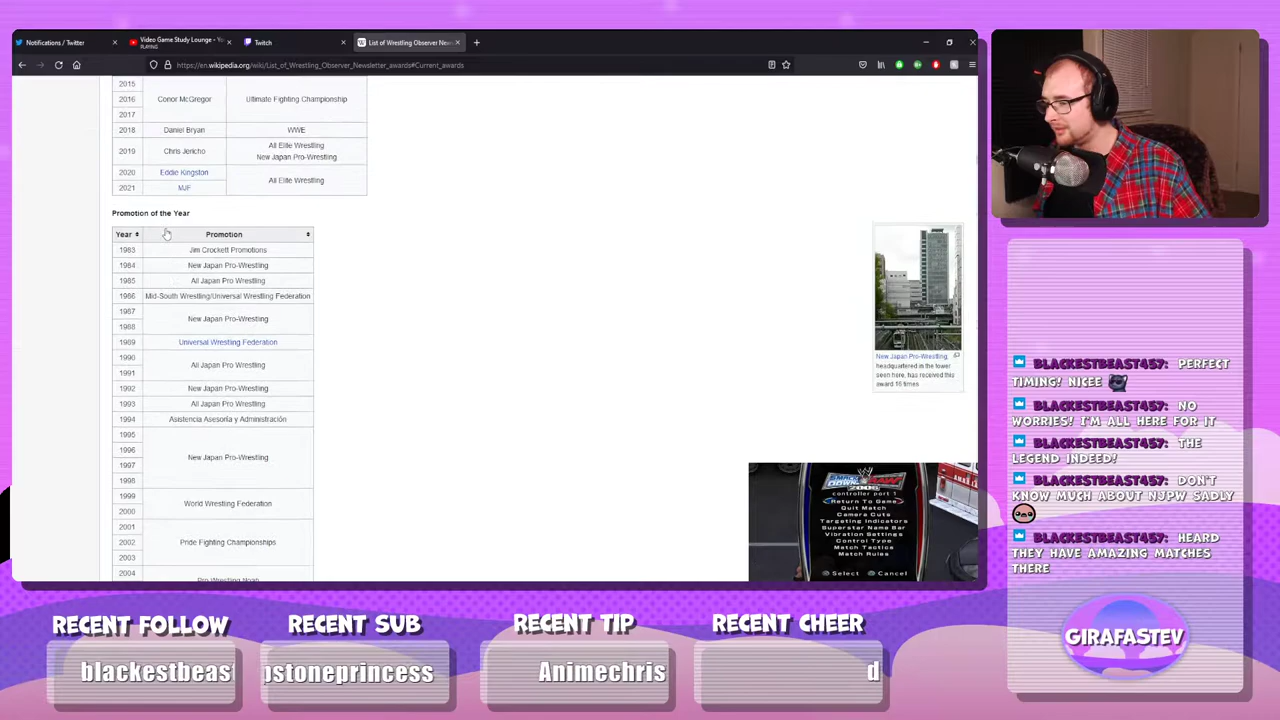 Notifications / Twitter
Video Game Study Lounge - Yo
PLAYING
Twitch
List of Wrestling Observer New
https://en.wikipedia.org/wiki/List_of_Wrestling_Observer_Newsletter_awards#Current_awards
2015
2016 Conor McGregor Ultimate Fighting Championship
2017
2018 Daniel Bryan WWE
2019 Chris Jericho All Elite Wrestling
New Japan Pro-Wrestling
2020 Eddie Kingston All Elite Wrestling
2021 MJF
Promotion of the Year
Year Promotion
1983 Jim Crockett Promotions
1984 New Japan Pro-Wrestling
1985 All Japan Pro Wrestling
1986 Mid-South Wrestling/Universal Wrestling Federation
1987 New Japan Pro-Wrestling
1988
1989 Universal Wrestling Federation
1990 All Japan Pro Wrestling
1991
1992 New Japan Pro-Wrestling
1993 All Japan Pro Wrestling
1994 Asistencia Asesoría y Administración
1995
1996 New Japan Pro-Wrestling
1997
1998
1999 World Wrestling Federation
2000
2001
2002 Pride Fighting Championships
2003
2004 Pro Wrestling Noah
New Japan Pro-Wrestling,
headquartered in the tower
seen here, has received this
award 16 times
controller port 1
Return To Game
Quit Match
Camera Cuts
Targeting Indicators
Superstar Name Bar
Vibration Settings
Control Type
Match Tactics
Match Rules
Select Cancel
BLACKESTBEAST457: PERFECT
TIMING! NICEE
BLACKESTBEAST457: NO
WORRIES! I'M ALL HERE FOR IT
BLACKESTBEAST457: THE
LEGEND INDEED!
BLACKESTBEAST457: DON'T
KNOW MUCH ABOUT NJPW SADLY
BLACKESTBEAST457: HEARD
THEY HAVE AMAZING MATCHES
THERE
GIRAFASTEV
RECENT FOLLOW
blackestbeas
RECENT SUB
stoneprincess
RECENT TIP
Animechris
RECENT CHEER
d